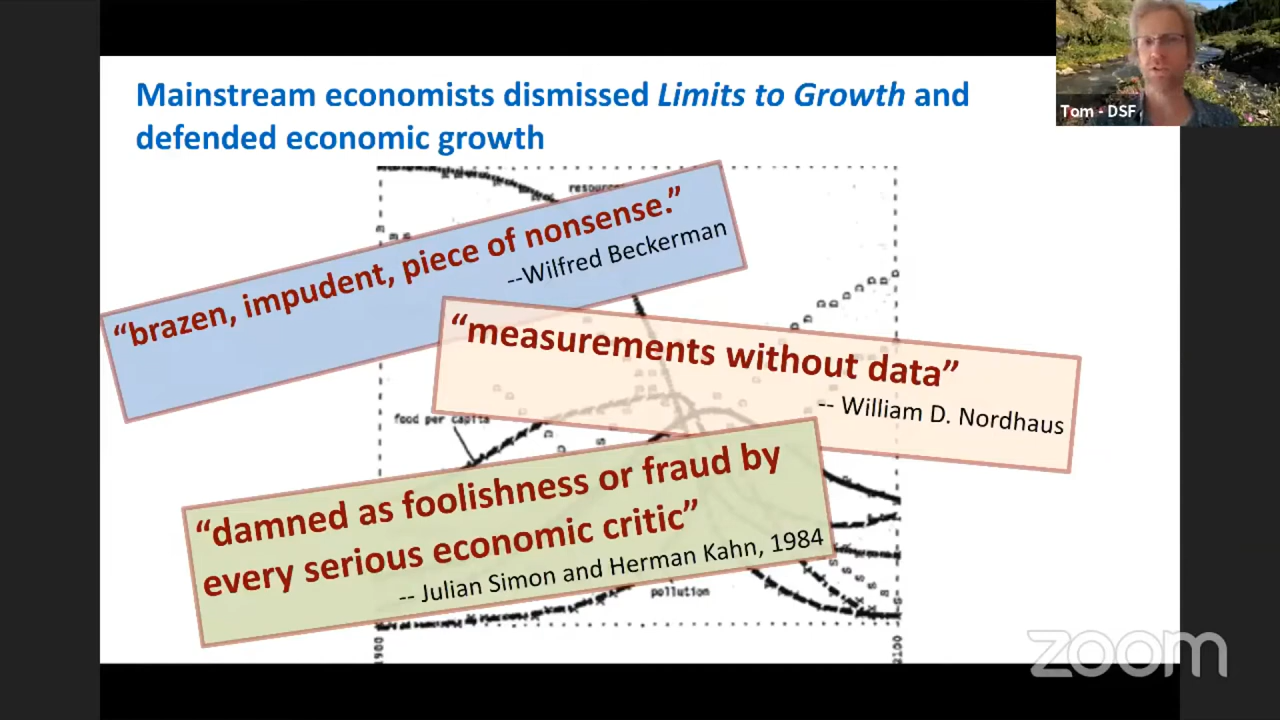 Mainstream economists dismissed Limits to Growth and
defended economic growth
Tom - DSF
“brazen, impudent, piece of nonsense.”
--Wilfred Beckerman
“measurements without data”
-- William D. Nordhaus
food per capita
“damned as foolishness or fraud by
every serious economic critic”
-- Julian Simon and Herman Kahn, 1984
pollution
1900
2100
zoom